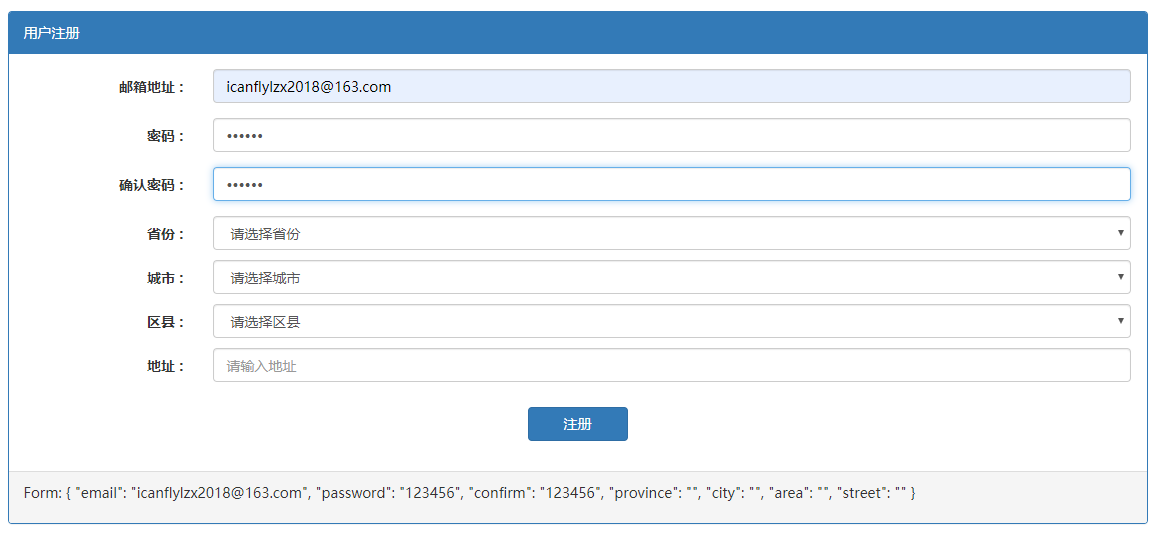 用户注册
邮箱地址： icanflylzx2018@163.com
密码： ••••••
确认密码： ••••••
省份： 请选择省份
城市： 请选择城市
区县： 请选择区县
地址： 请输入地址
注册
Form: { "email": "icanflylzx2018@163.com", "password": "123456", "confirm": "123456", "province": "", "city": "", "area": "", "street": "" }